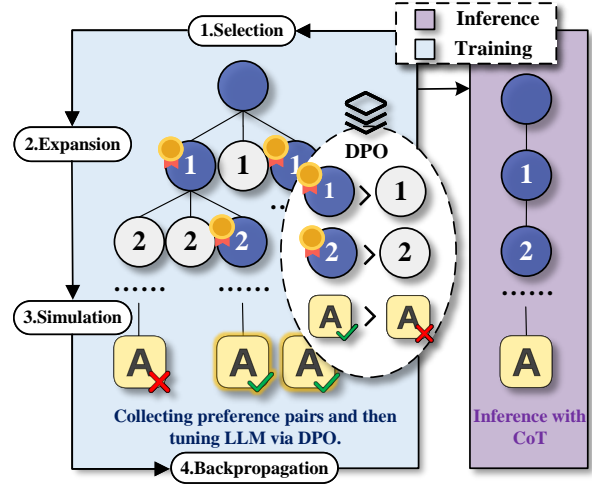 Inference
Training
1.Selection
2.Expansion
3.Simulation
4.Backpropagation
1
1
1
2
2
2
......
......
A
A
A
DPO
1 > 1
2 > 2
A > A
Collecting preference pairs and then
tuning LLM via DPO.
1
2
......
A
Inference with
CoT